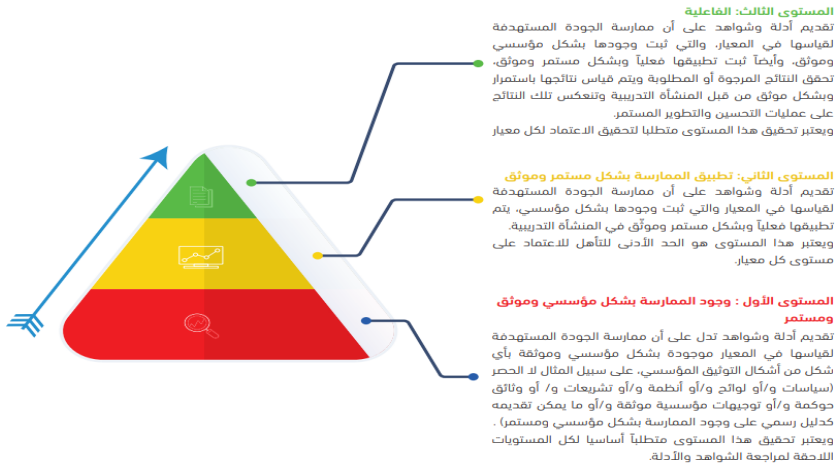 المستوى الثالث: الفاعلية
تقديم أدلة وشواهد على أن ممارسة الجودة المستهدفة
لقياسها في المعيار، والتي ثبت وجودها بشكل مؤسسي
وموثق، وأيضاً ثبت تطبيقها فعلياً وبشكل مستمر وموثق،
تحقق النتائج المرجوة أو المطلوبة ويتم قياس نتائجها باستمرار
وبشكل موثق من قبل المنشأة التدريبية وتنعكس تلك النتائج
على عمليات التحسين والتطوير المستمر.
ويعتبر تحقيق هذا المستوى متطلبا لتحقيق الاعتماد لكل معيار
المستوى الثاني: تطبيق الممارسة بشكل مستمر وموثق
تقديم أدلة وشواهد على أن ممارسة الجودة المستهدفة
لقياسها في المعيار والتي ثبت وجودها بشكل مؤسسي، يتم
تطبيقها فعلياً وبشكل مستمر وموثّق في المنشأة التدريبية.
ويعتبر هذا المستوى هو الحد الأدنى للتأهل للاعتماد على
مستوى كل معيار.
المستوى الأول : وجود الممارسة بشكل مؤسسي وموثق
ومستمر
تقديم أدلة وشواهد تدل على أن ممارسة الجودة المستهدفة
لقياسها في المعيار موجودة بشكل مؤسسي وموثقة بأي
شكل من أشكال التوثيق المؤسسي، على سبيل المثال لا الحصر
(سياسات و/أو لوائح و/أو أنظمة و/أو تشريعات و/ أو وثائق
حوكمة و/أو توجيهات مؤسسية موثقة و/أو ما يمكن تقديمه
كدليل رسمي على وجود الممارسة بشكل مؤسسي ومستمر) .
ويعتبر تحقيق هذا المستوى متطلباً أساسيا لكل المستويات
اللاحقة لمراجعة الشواهد والأدلة.